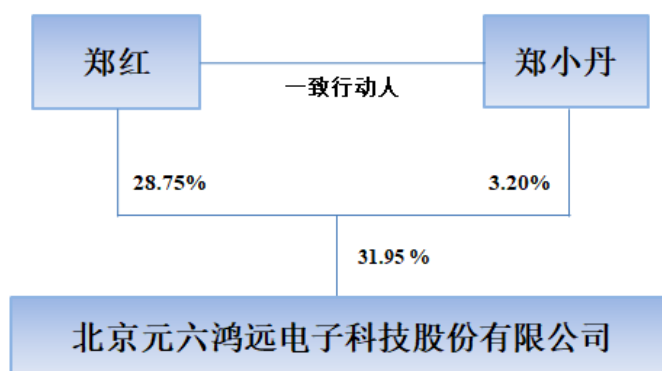 郑红
郑小丹
一致行动人
28.75%
3.20%
31.95 %
北京元六鸿远电子科技股份有限公司